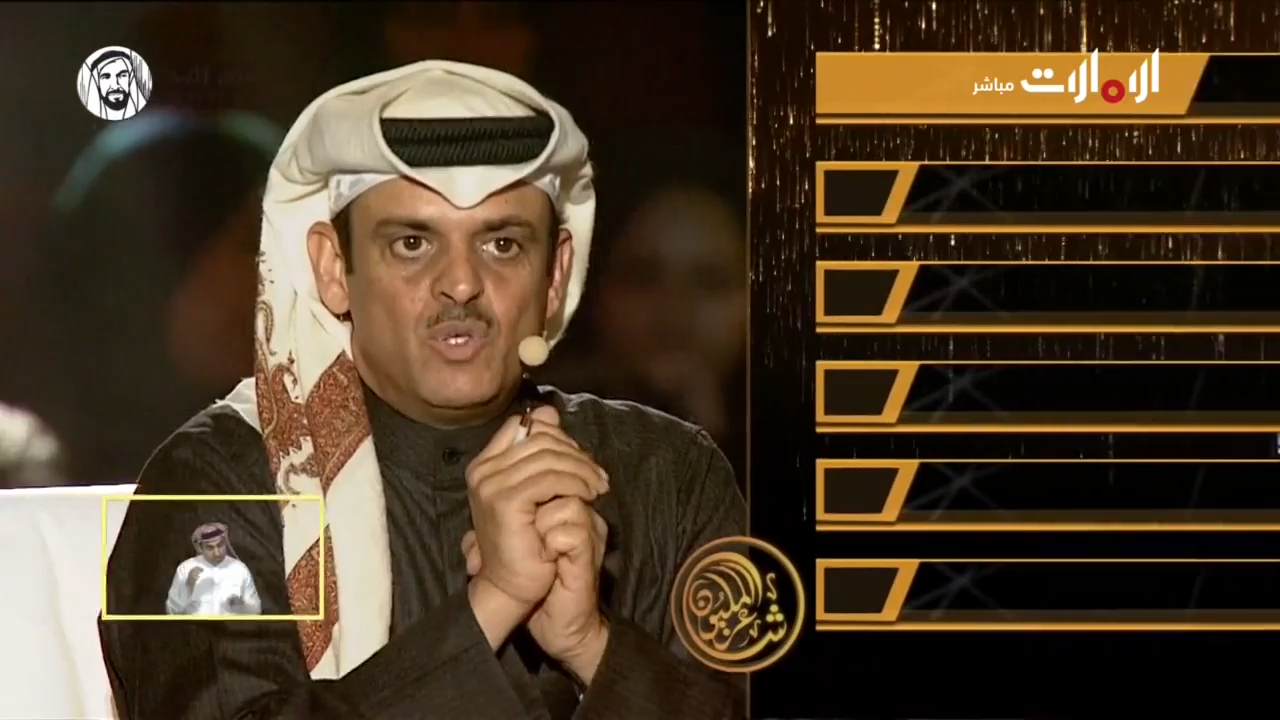 الإمارات
مباشر
شاعر المليون